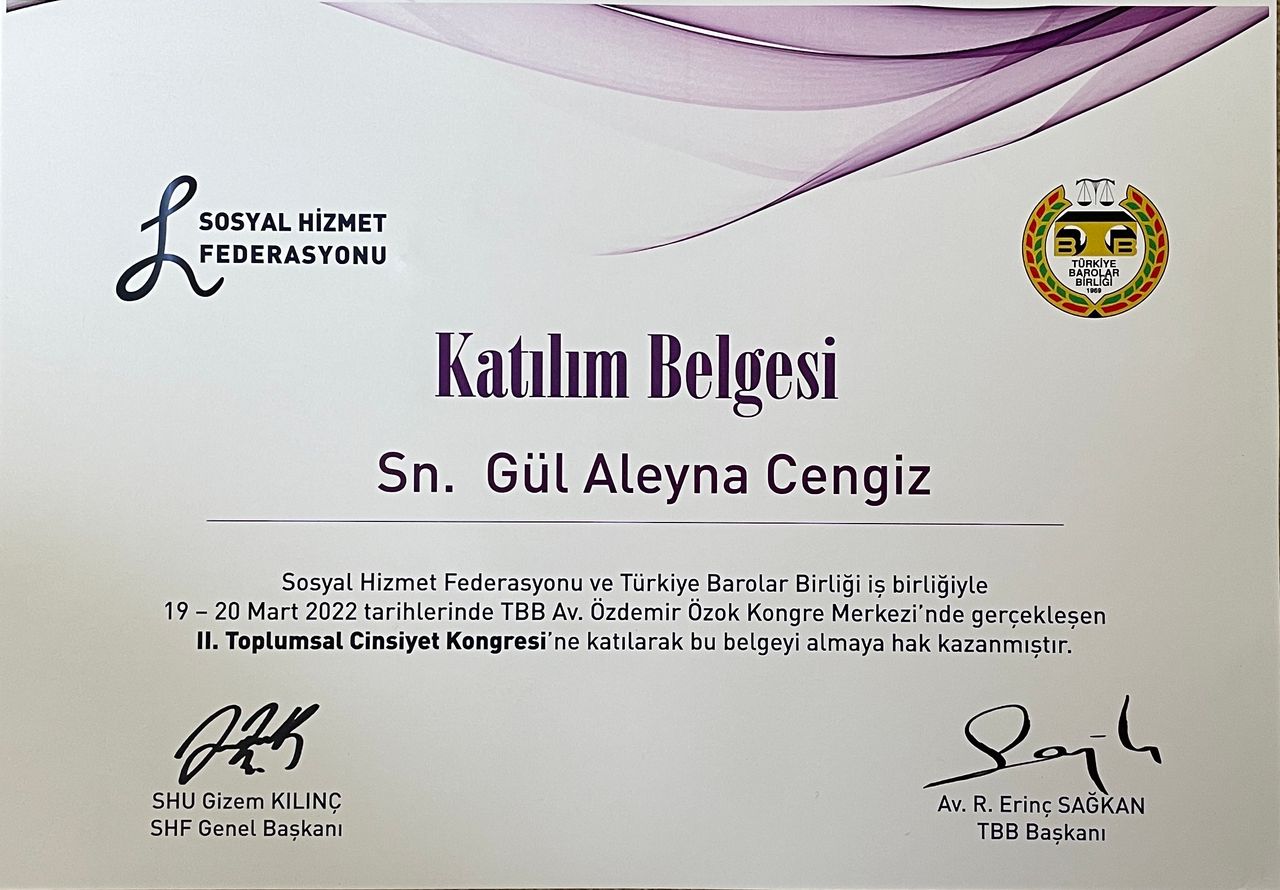 SOSYAL HİZMET
FEDERASYONU
B B
TÜRKİYE
BAROLAR
BİRLİĞİ
1969
Katılım Belgesi
Sn. Gül Aleyna Cengiz
Sosyal Hizmet Federasyonu ve Türkiye Barolar Birliği iş birliğiyle
19 – 20 Mart 2022 tarihlerinde TBB Av. Özdemir Özok Kongre Merkezi'nde gerçekleşen
II. Toplumsal Cinsiyet Kongresi'ne katılarak bu belgeyi almaya hak kazanmıştır.
SHU Gizem KILINÇ
SHF Genel Başkanı
Av. R. Erinç SAĞKAN
TBB Başkanı